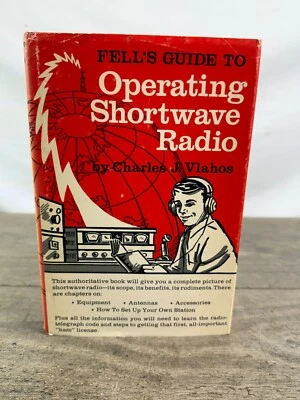 FELL'S GUIDE TO
Operating
Shortwave
Radio
by Charles J. Vlahos
This authoritative book will give you a complete picture of
shortwave radio—its scope, its benefits, its rudiments. There
are chapters on:
• Equipment • Antennas • Accessories
• How To Set Up Your Own Station
Plus all the information you will need to learn the radio-
telegraph code and steps to getting that first, all-important
"ham" license.